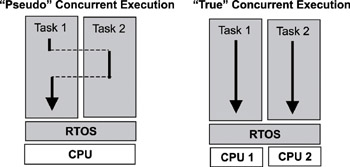 "Pseudo" Concurrent Execution
Task 1
Task 2
RTOS
CPU
"True" Concurrent Execution
Task 1
Task 2
RTOS
CPU 1
CPU 2